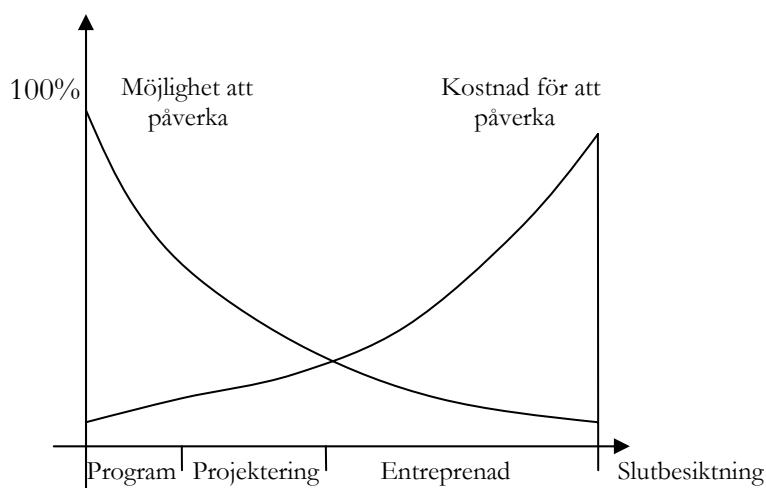 100%
Möjlighet att
påverka
Kostnad för att
påverka
Program
Projektering
Entreprenad
Slutbesiktning